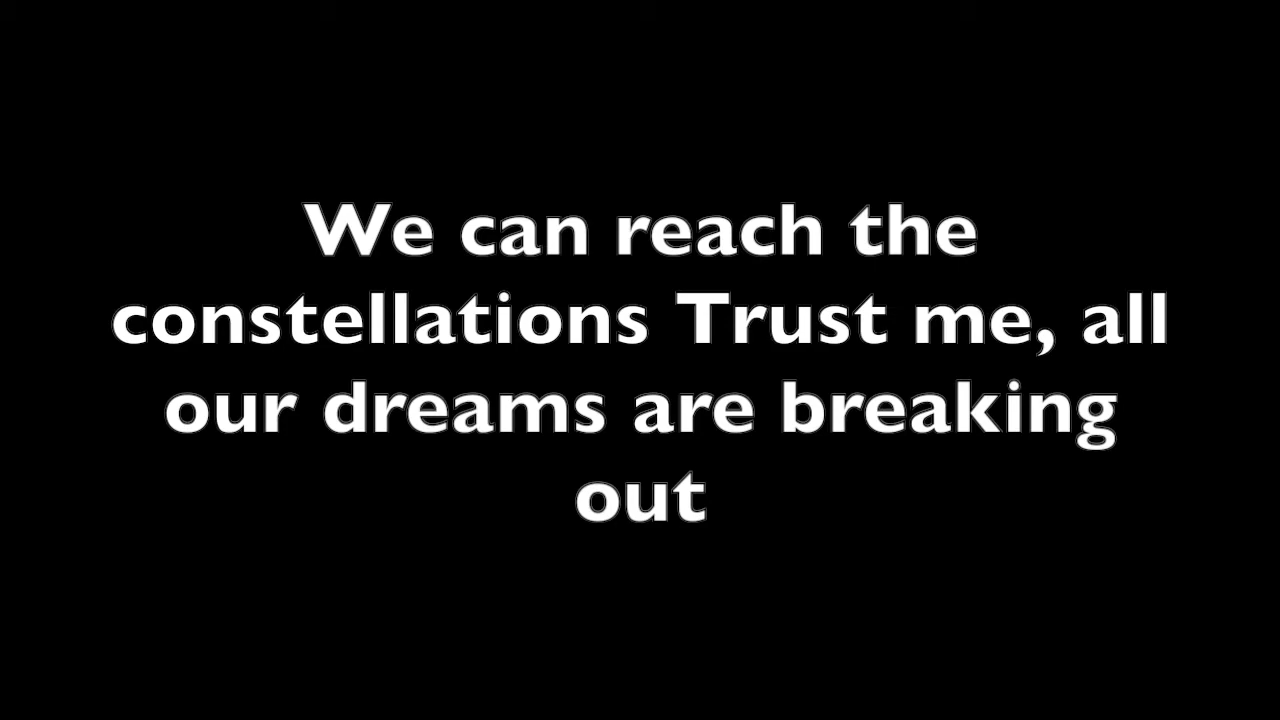 We can reach the
constellations Trust me, all
our dreams are breaking
out